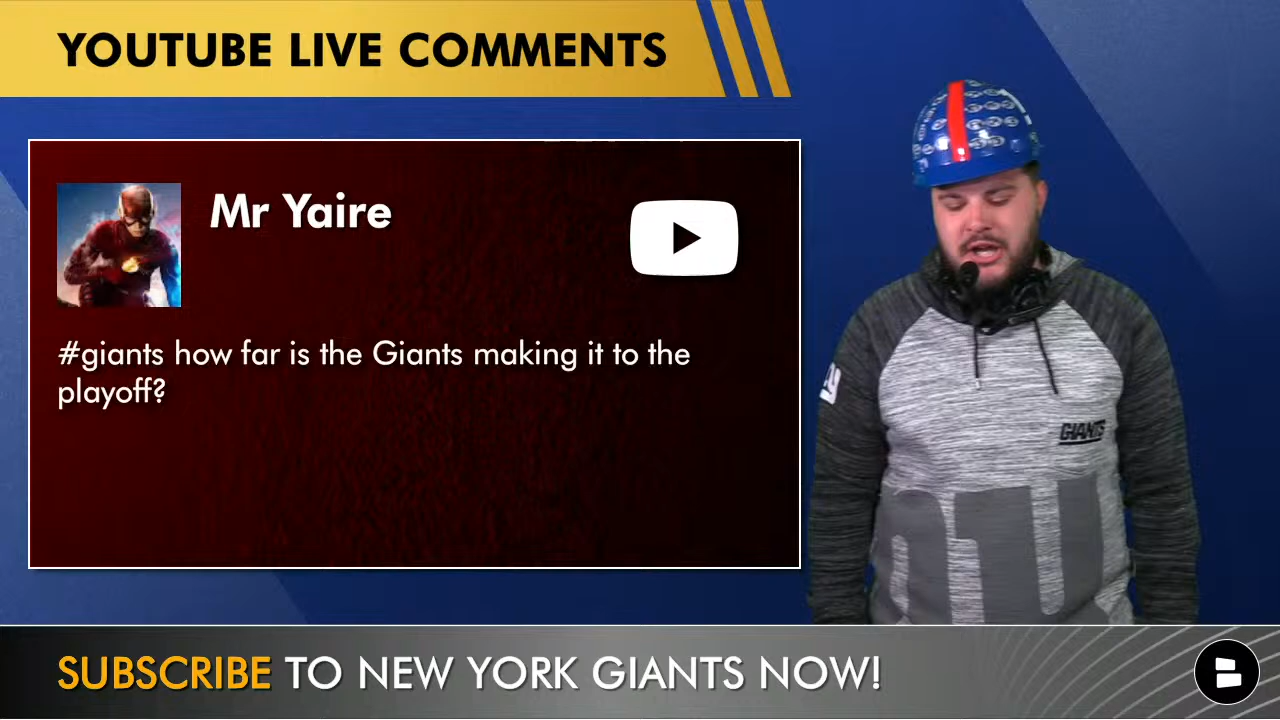 YOUTUBE LIVE COMMENTS
Mr Yaire
#giants how far is the Giants making it to the
playoff?
GIANTS
SUBSCRIBE TO NEW YORK GIANTS NOW!